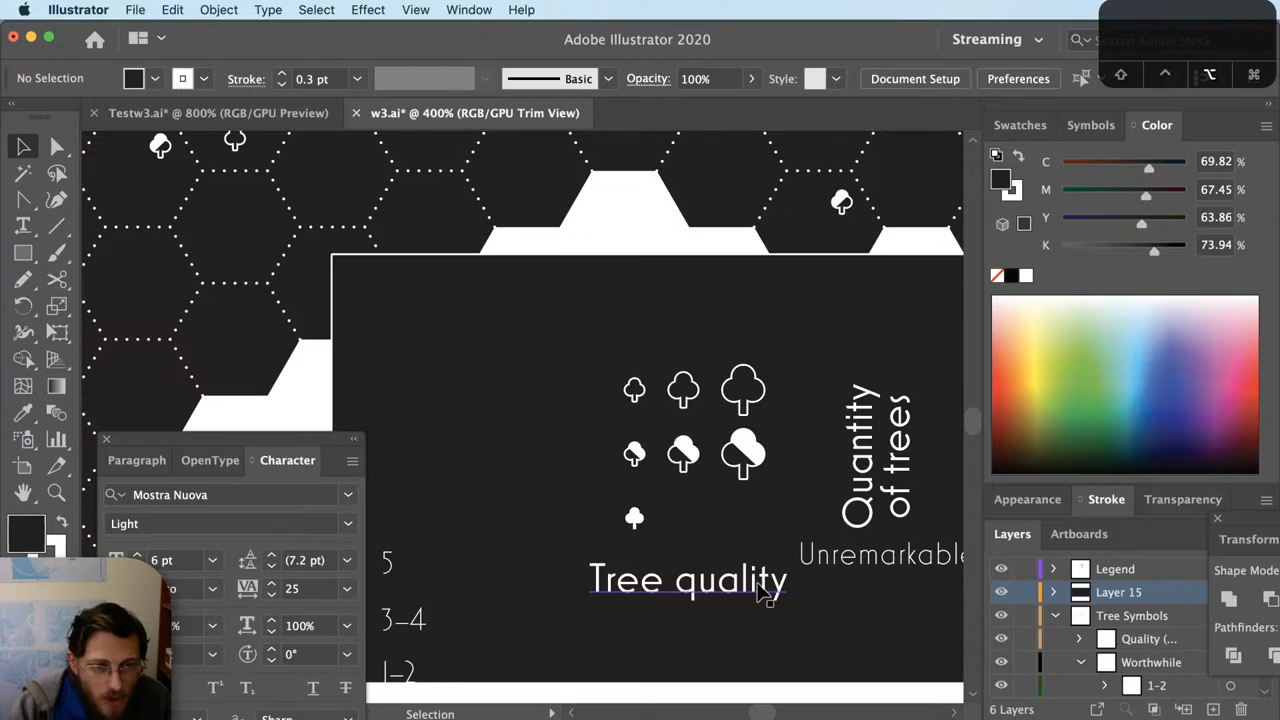 Illustrator File Edit Object Type Select Effect View Window Help
Adobe Illustrator 2020
Streaming
No Selection
Stroke:
0.3 pt
Basic
Opacity:
100%
Style:
Document Setup
Preferences
Testw3.ai* @ 800% (RGB/GPU Preview)
w3.ai* @ 400% (RGB/GPU Trim View)
Swatches
Symbols
Color
C 69.82 %
M 67.45 %
Y 63.86 %
K 73.94 %
Quantity
of trees
Unremarkable
Tree quality
5
3–4
1–2
Paragraph
OpenType
Character
Mostra Nuova
Light
6 pt
(7.2 pt)
25
100%
0°
Sharp
Appearance
Stroke
Transparency
Layers
Artboards
Transform
Legend
Layer 15
Tree Symbols
Quality (...
Worthwhile
1–2
Shape Mode
Pathfinders:
6 Layers
Selection